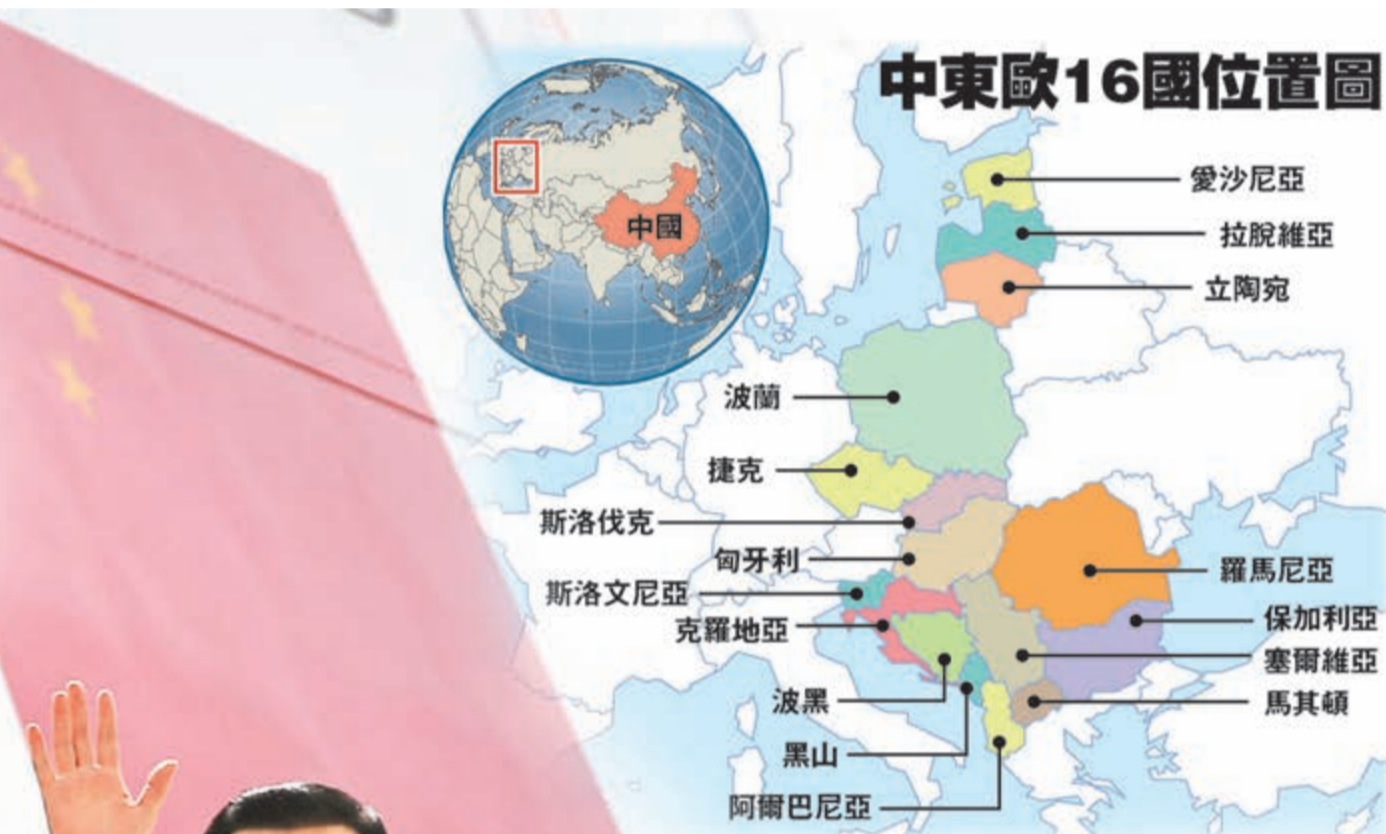 中東歐16國位置圖
中國
愛沙尼亞
拉脫維亞
立陶宛
波蘭
捷克
斯洛伐克
匈牙利
斯洛文尼亞
克羅地亞
波黑
黑山
阿爾巴尼亞
羅馬尼亞
保加利亞
塞爾維亞
馬其頓